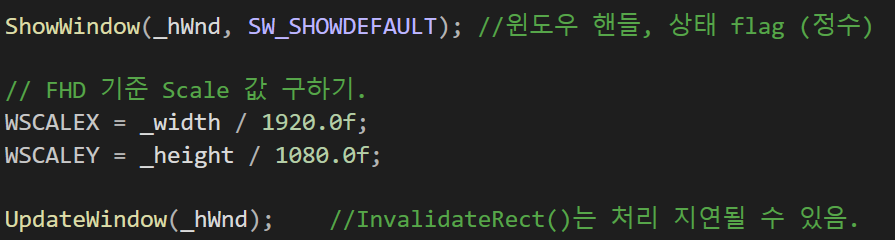 ShowWindow(_hWnd, SW_SHOWDEFAULT); //윈도우 핸들, 상태 flag (정수)
// FHD 기준 Scale 값 구하기.
WSCALEX = _width / 1920.0f;
WSCALEY = _height / 1080.0f;
UpdateWindow(_hWnd);    //InvalidateRect()는 처리 지연될 수 있음.